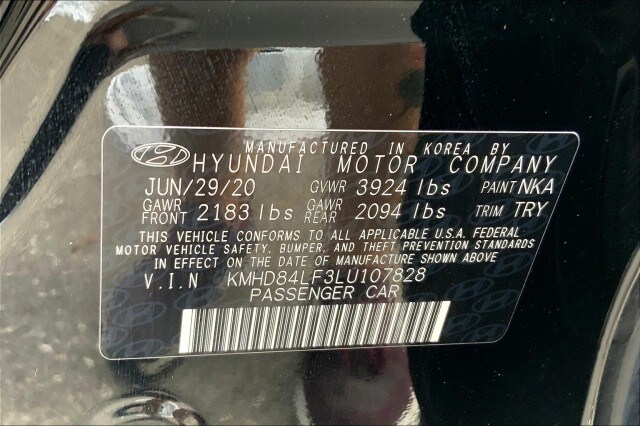 MANUFACTURED IN KOREA BY
HYUNDAI MOTOR COMPANY
JUN/29/20 GVWR 3924 lbs PAINT NKA
GAWR FRONT 2183 lbs GAWR REAR 2094 lbs TRIM TRY
THIS VEHICLE CONFORMS TO ALL APPLICABLE U.S.A. FEDERAL
MOTOR VEHICLE SAFETY, BUMPER, AND THEFT PREVENTION STANDARDS
IN EFFECT ON THE DATE OF MANUFACTURE SHOWN ABOVE
V.I.N KMHD84LF3LU107828
PASSENGER CAR